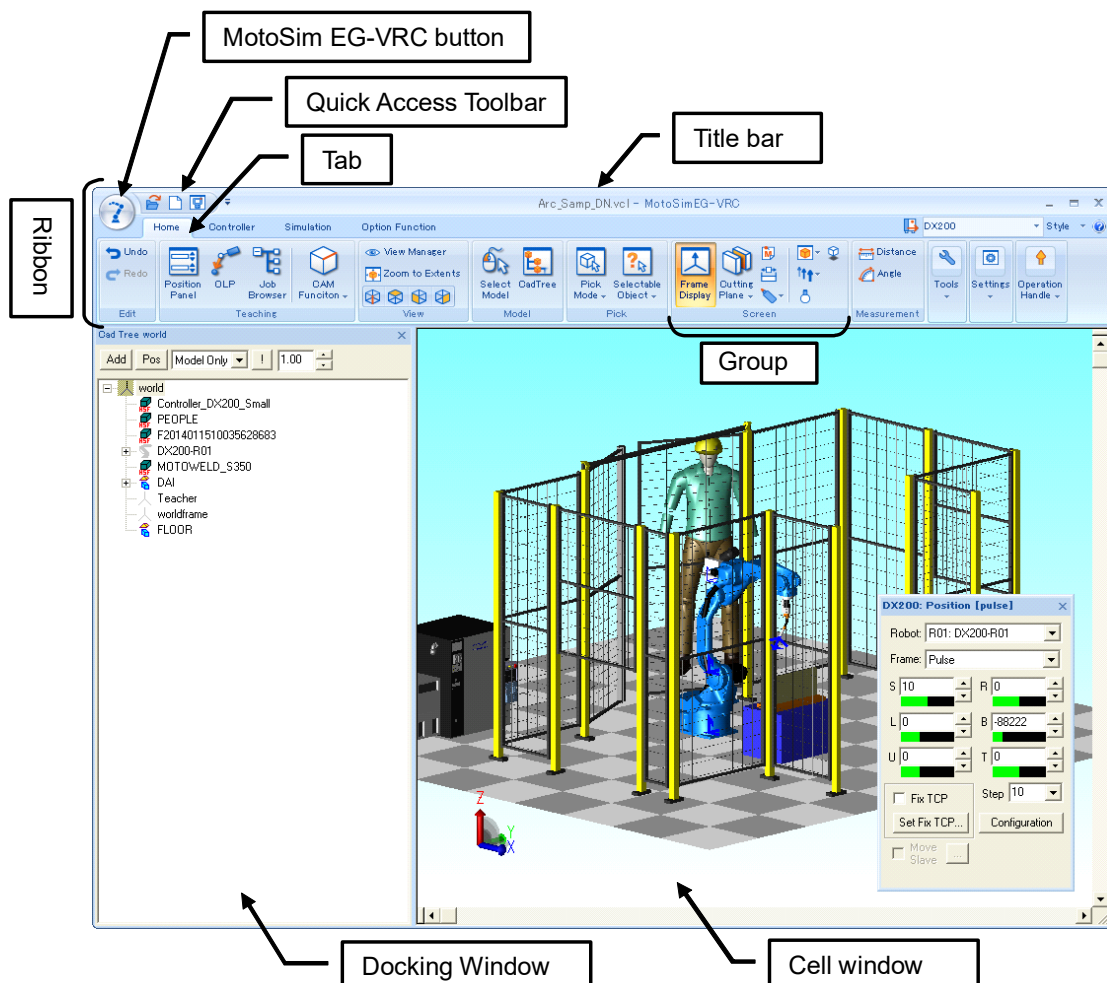 MotoSim EG-VRC button
Quick Access Toolbar
Title bar
Tab
Ribbon
Arc_Samp_DN.vcl - MotoSimEG-VRC
Home Controller Simulation Option Function
DX200 Style
Undo
Redo
Edit
Position Panel
OLP
Job Browser
CAM Funciton
Teaching
View Manager
Zoom to Extents
View
Select Model
CadTree
Model
Pick Mode
Selectable Object
Pick
Frame Display
Cutting Plane
Screen
Distance
Angle
Measurement
Tools
Settings
Operation Handle
Group
Cad Tree world
Add Pos Model Only ! 1.00
world
Controller_DX200_Small
PEOPLE
F2014011510035628683
DX200-R01
MOTOWELD_S350
DAI
Teacher
worldframe
FLOOR
Z
Y
X
DX200: Position [pulse]
Robot: R01: DX200-R01
Frame: Pulse
S 10 R 0
L 0 B -88222
U 0 T 0
Fix TCP Step 10
Set Fix TCP... Configuration
Move Slave ...
Docking Window
Cell window